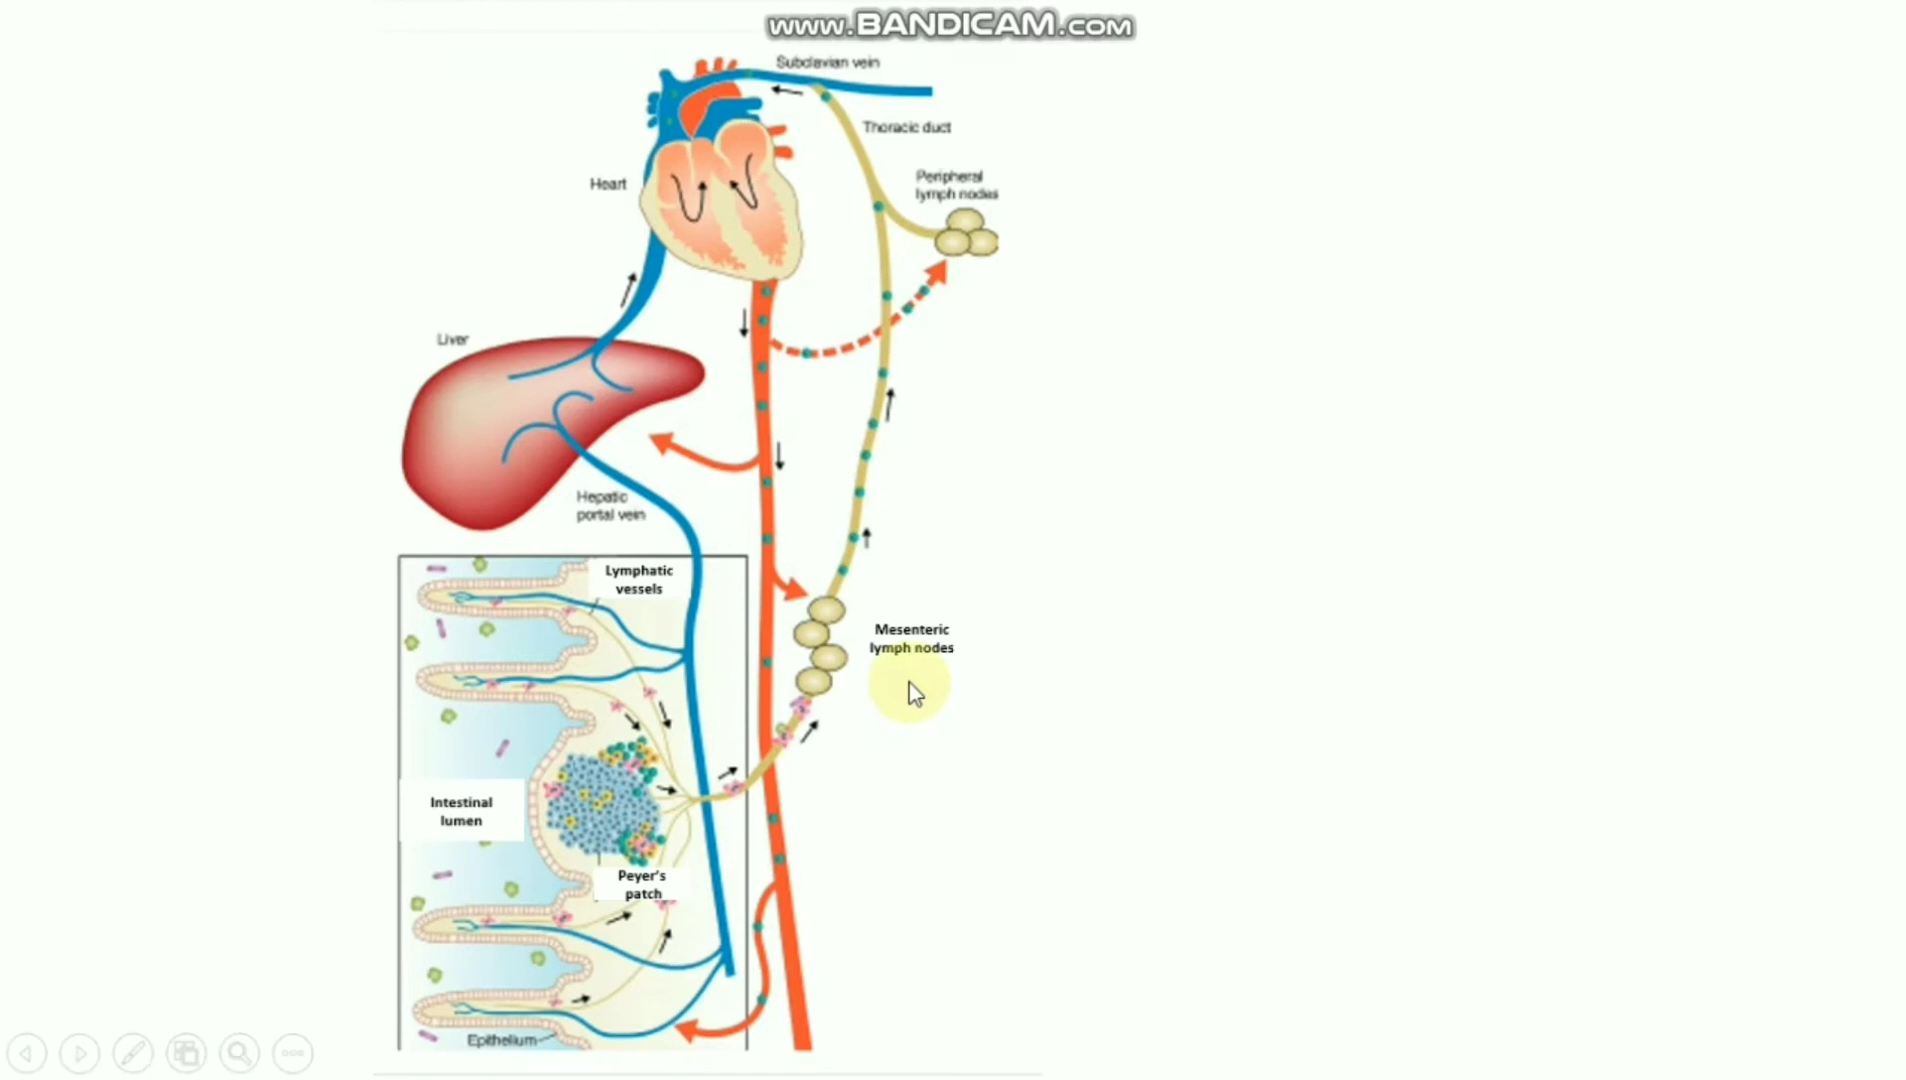 www.BANDICAM.com
Subclavian vein
Thoracic duct
Peripheral
lymph nodes
Heart
Liver
Hepatic
portal vein
Lymphatic
vessels
Mesenteric
lymph nodes
Intestinal
lumen
Peyer's
patch
Epithelium